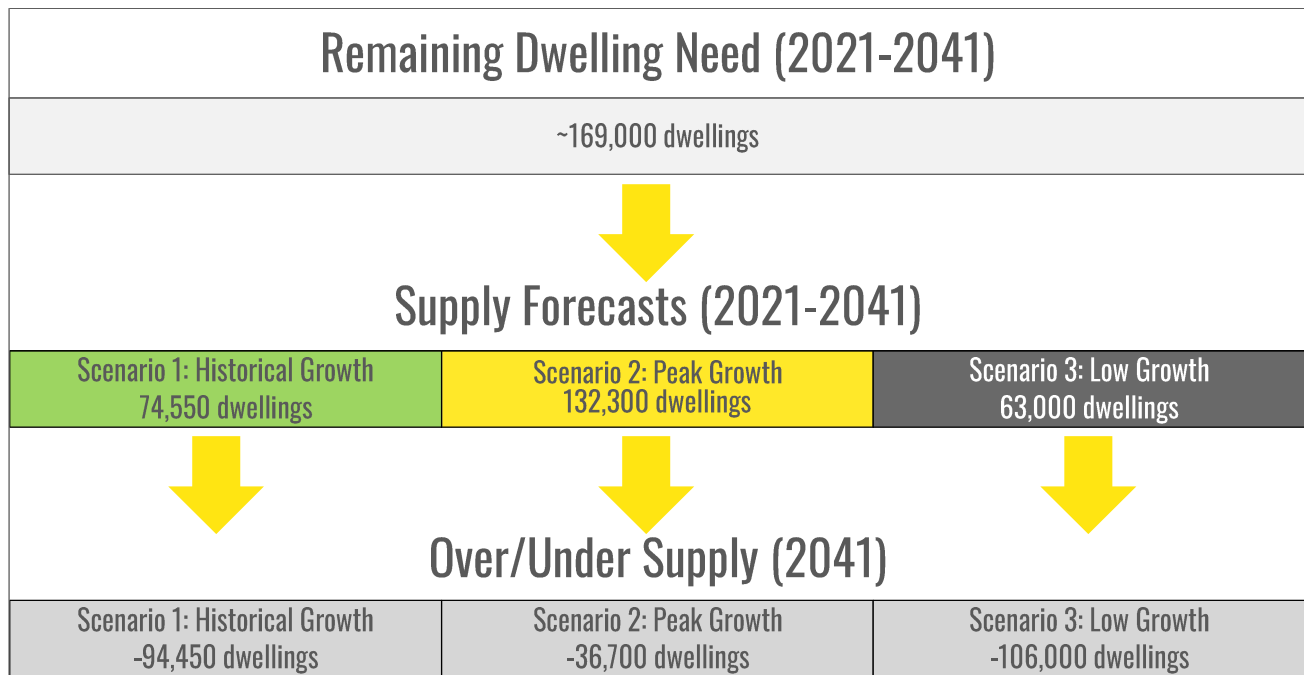 Remaining Dwelling Need (2021-2041)
~169,000 dwellings
Supply Forecasts (2021-2041)
Scenario 1: Historical Growth
74,550 dwellings
Scenario 2: Peak Growth
132,300 dwellings
Scenario 3: Low Growth
63,000 dwellings
Over/Under Supply (2041)
Scenario 1: Historical Growth
-94,450 dwellings
Scenario 2: Peak Growth
-36,700 dwellings
Scenario 3: Low Growth
-106,000 dwellings